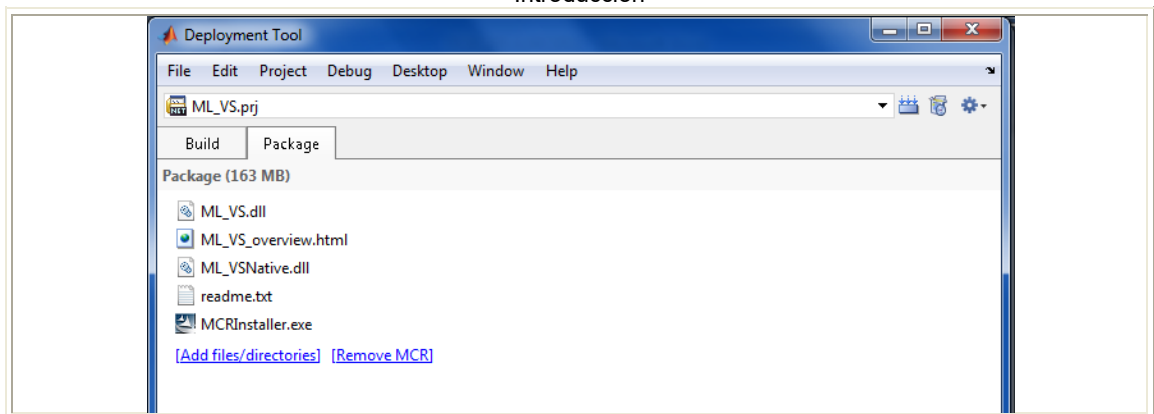 Introducción
Deployment Tool
File Edit Project Debug Desktop Window Help
ML_VS.prj
Build Package
Package (163 MB)
ML_VS.dll
ML_VS_overview.html
ML_VSNative.dll
readme.txt
MCRInstaller.exe
[Add files/directories] [Remove MCR]